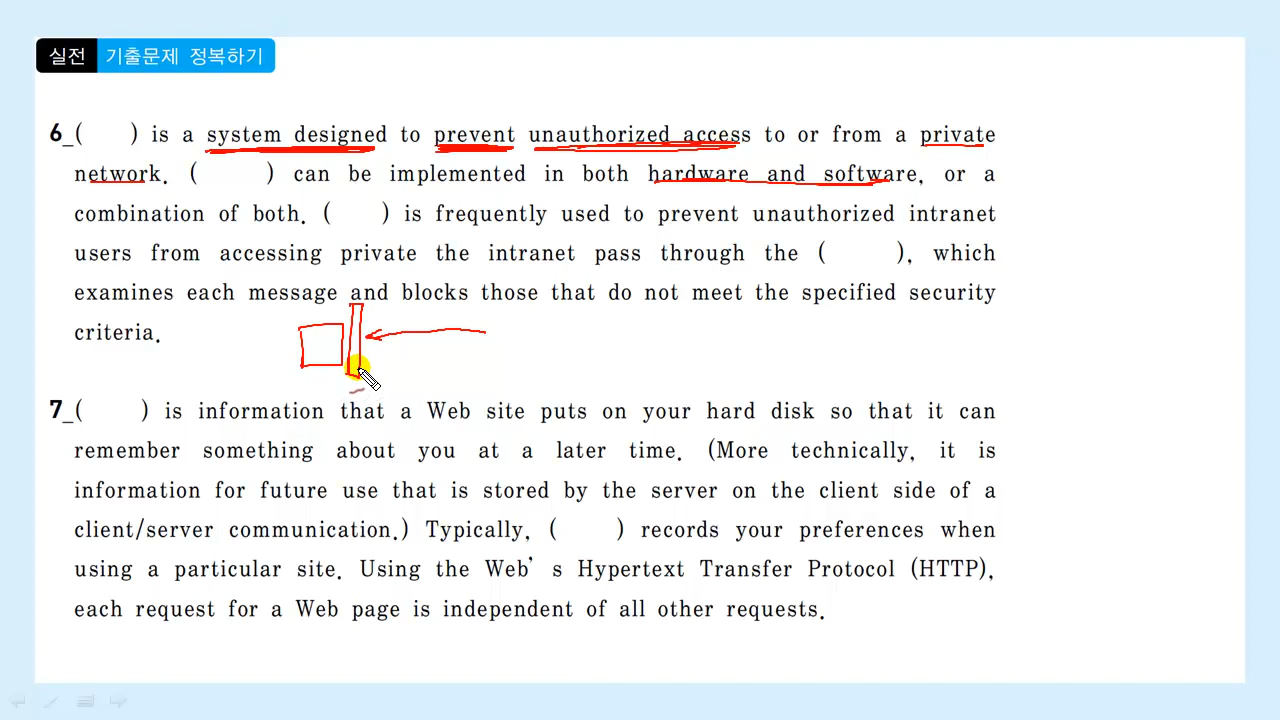 실전 기출문제 정복하기
6_( ) is a system designed to prevent unauthorized access to or from a private
network. ( ) can be implemented in both hardware and software, or a
combination of both. ( ) is frequently used to prevent unauthorized intranet
users from accessing private the intranet pass through the ( ), which
examines each message and blocks those that do not meet the specified security
criteria.
7_( ) is information that a Web site puts on your hard disk so that it can
remember something about you at a later time. (More technically, it is
information for future use that is stored by the server on the client side of a
client/server communication.) Typically, ( ) records your preferences when
using a particular site. Using the Web's Hypertext Transfer Protocol (HTTP),
each request for a Web page is independent of all other requests.